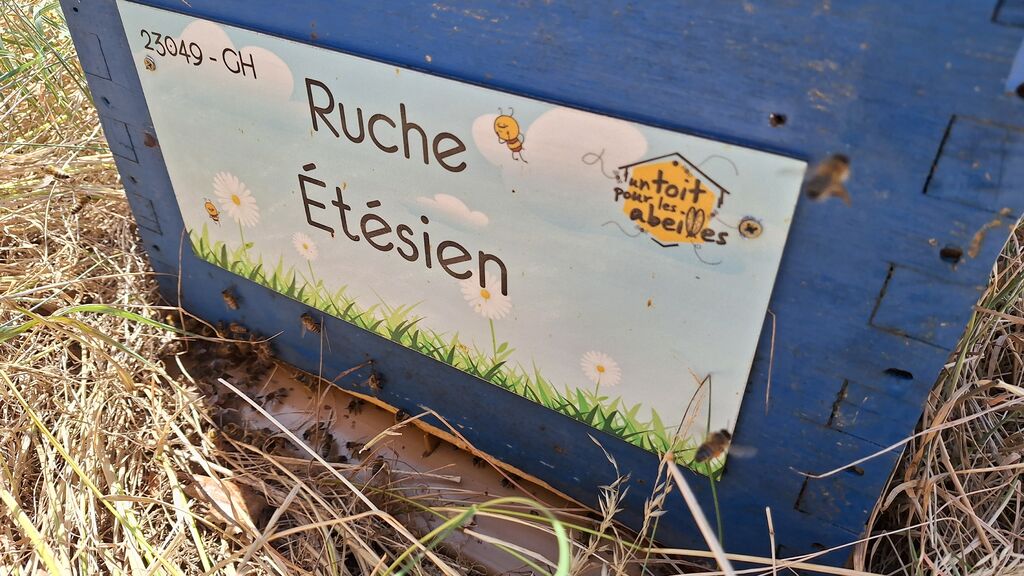 23049 - GH
Ruche
Étésien
un toit
pour les
abeilles